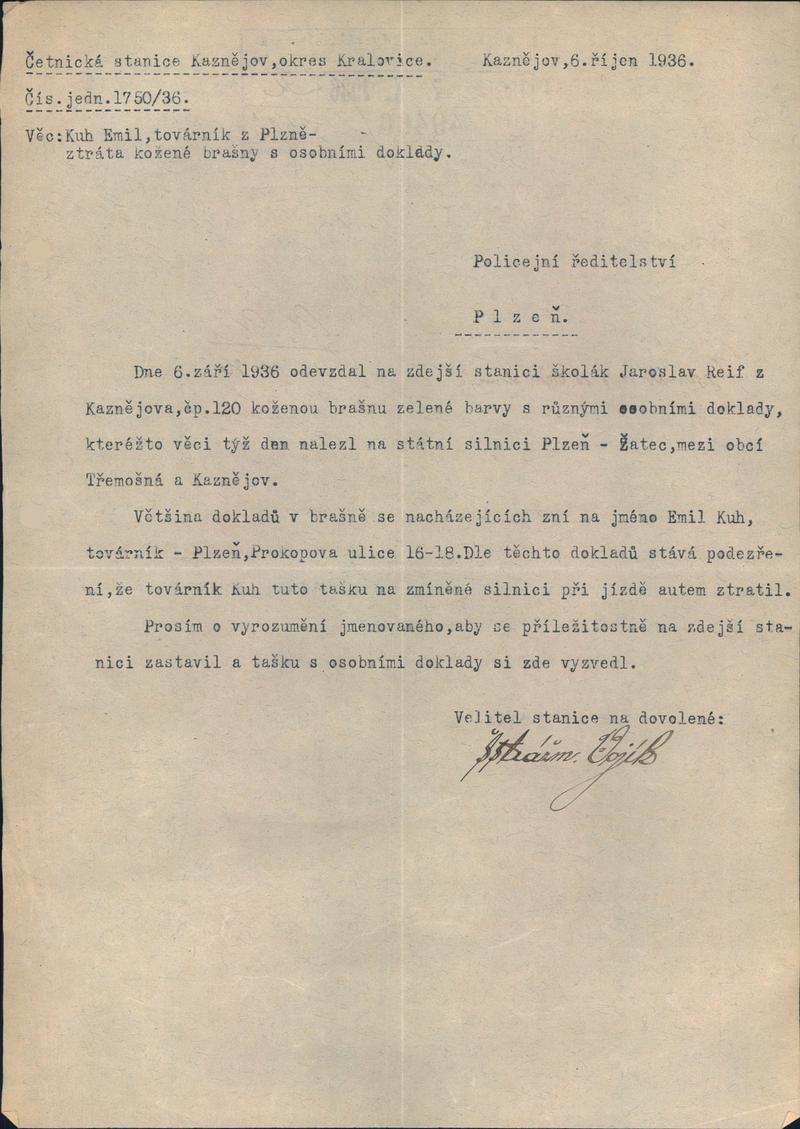 Četnická stanice Kaznějov,okres Kralovice. Kaznějov,6.říjen 1936.
Čís.jedn.1750/36.
Věc:Kuh Emil,továrník z Plzně-
ztráta kožené brašny s osobními doklady.
Policejní ředitelství
P l z e ň.
Dne 6.září 1936 odevzdal na zdejší stanici školák Jaroslav Reif z
Kaznějova,čp.120 koženou brašnu zelené barvy s různými osobními doklady,
kteréžto věci týž den nalezl na státní silnici Plzeň - Žatec,mezi obcí
Třemošná a Kaznějov.
Většina dokladů v brašně se nacházejících zní na jméno Emil Kuh,
továrník - Plzeň,Prokopova ulice 16-18.Dle těchto dokladů stává podezře-
ní,že továrník Kuh tuto tašku na zmíněné silnici při jízdě autem ztratil.
Prosím o vyrozumění jmenovaného,aby se příležitostně na zdejší sta-
nici zastavil a tašku s osobními doklady si zde vyzvedl.
Velitel stanice na dovolené: